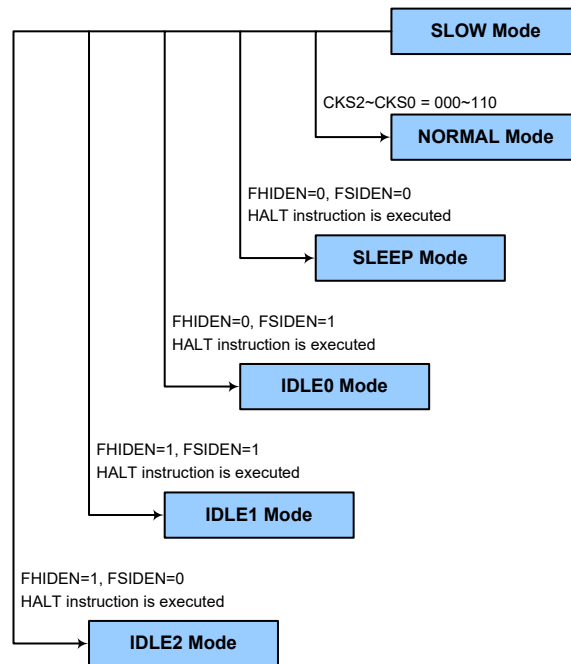 SLOW Mode
CKS2~CKS0 = 000~110
NORMAL Mode
FHIDEN=0, FSIDEN=0
HALT instruction is executed
SLEEP Mode
FHIDEN=0, FSIDEN=1
HALT instruction is executed
IDLE0 Mode
FHIDEN=1, FSIDEN=1
HALT instruction is executed
IDLE1 Mode
FHIDEN=1, FSIDEN=0
HALT instruction is executed
IDLE2 Mode